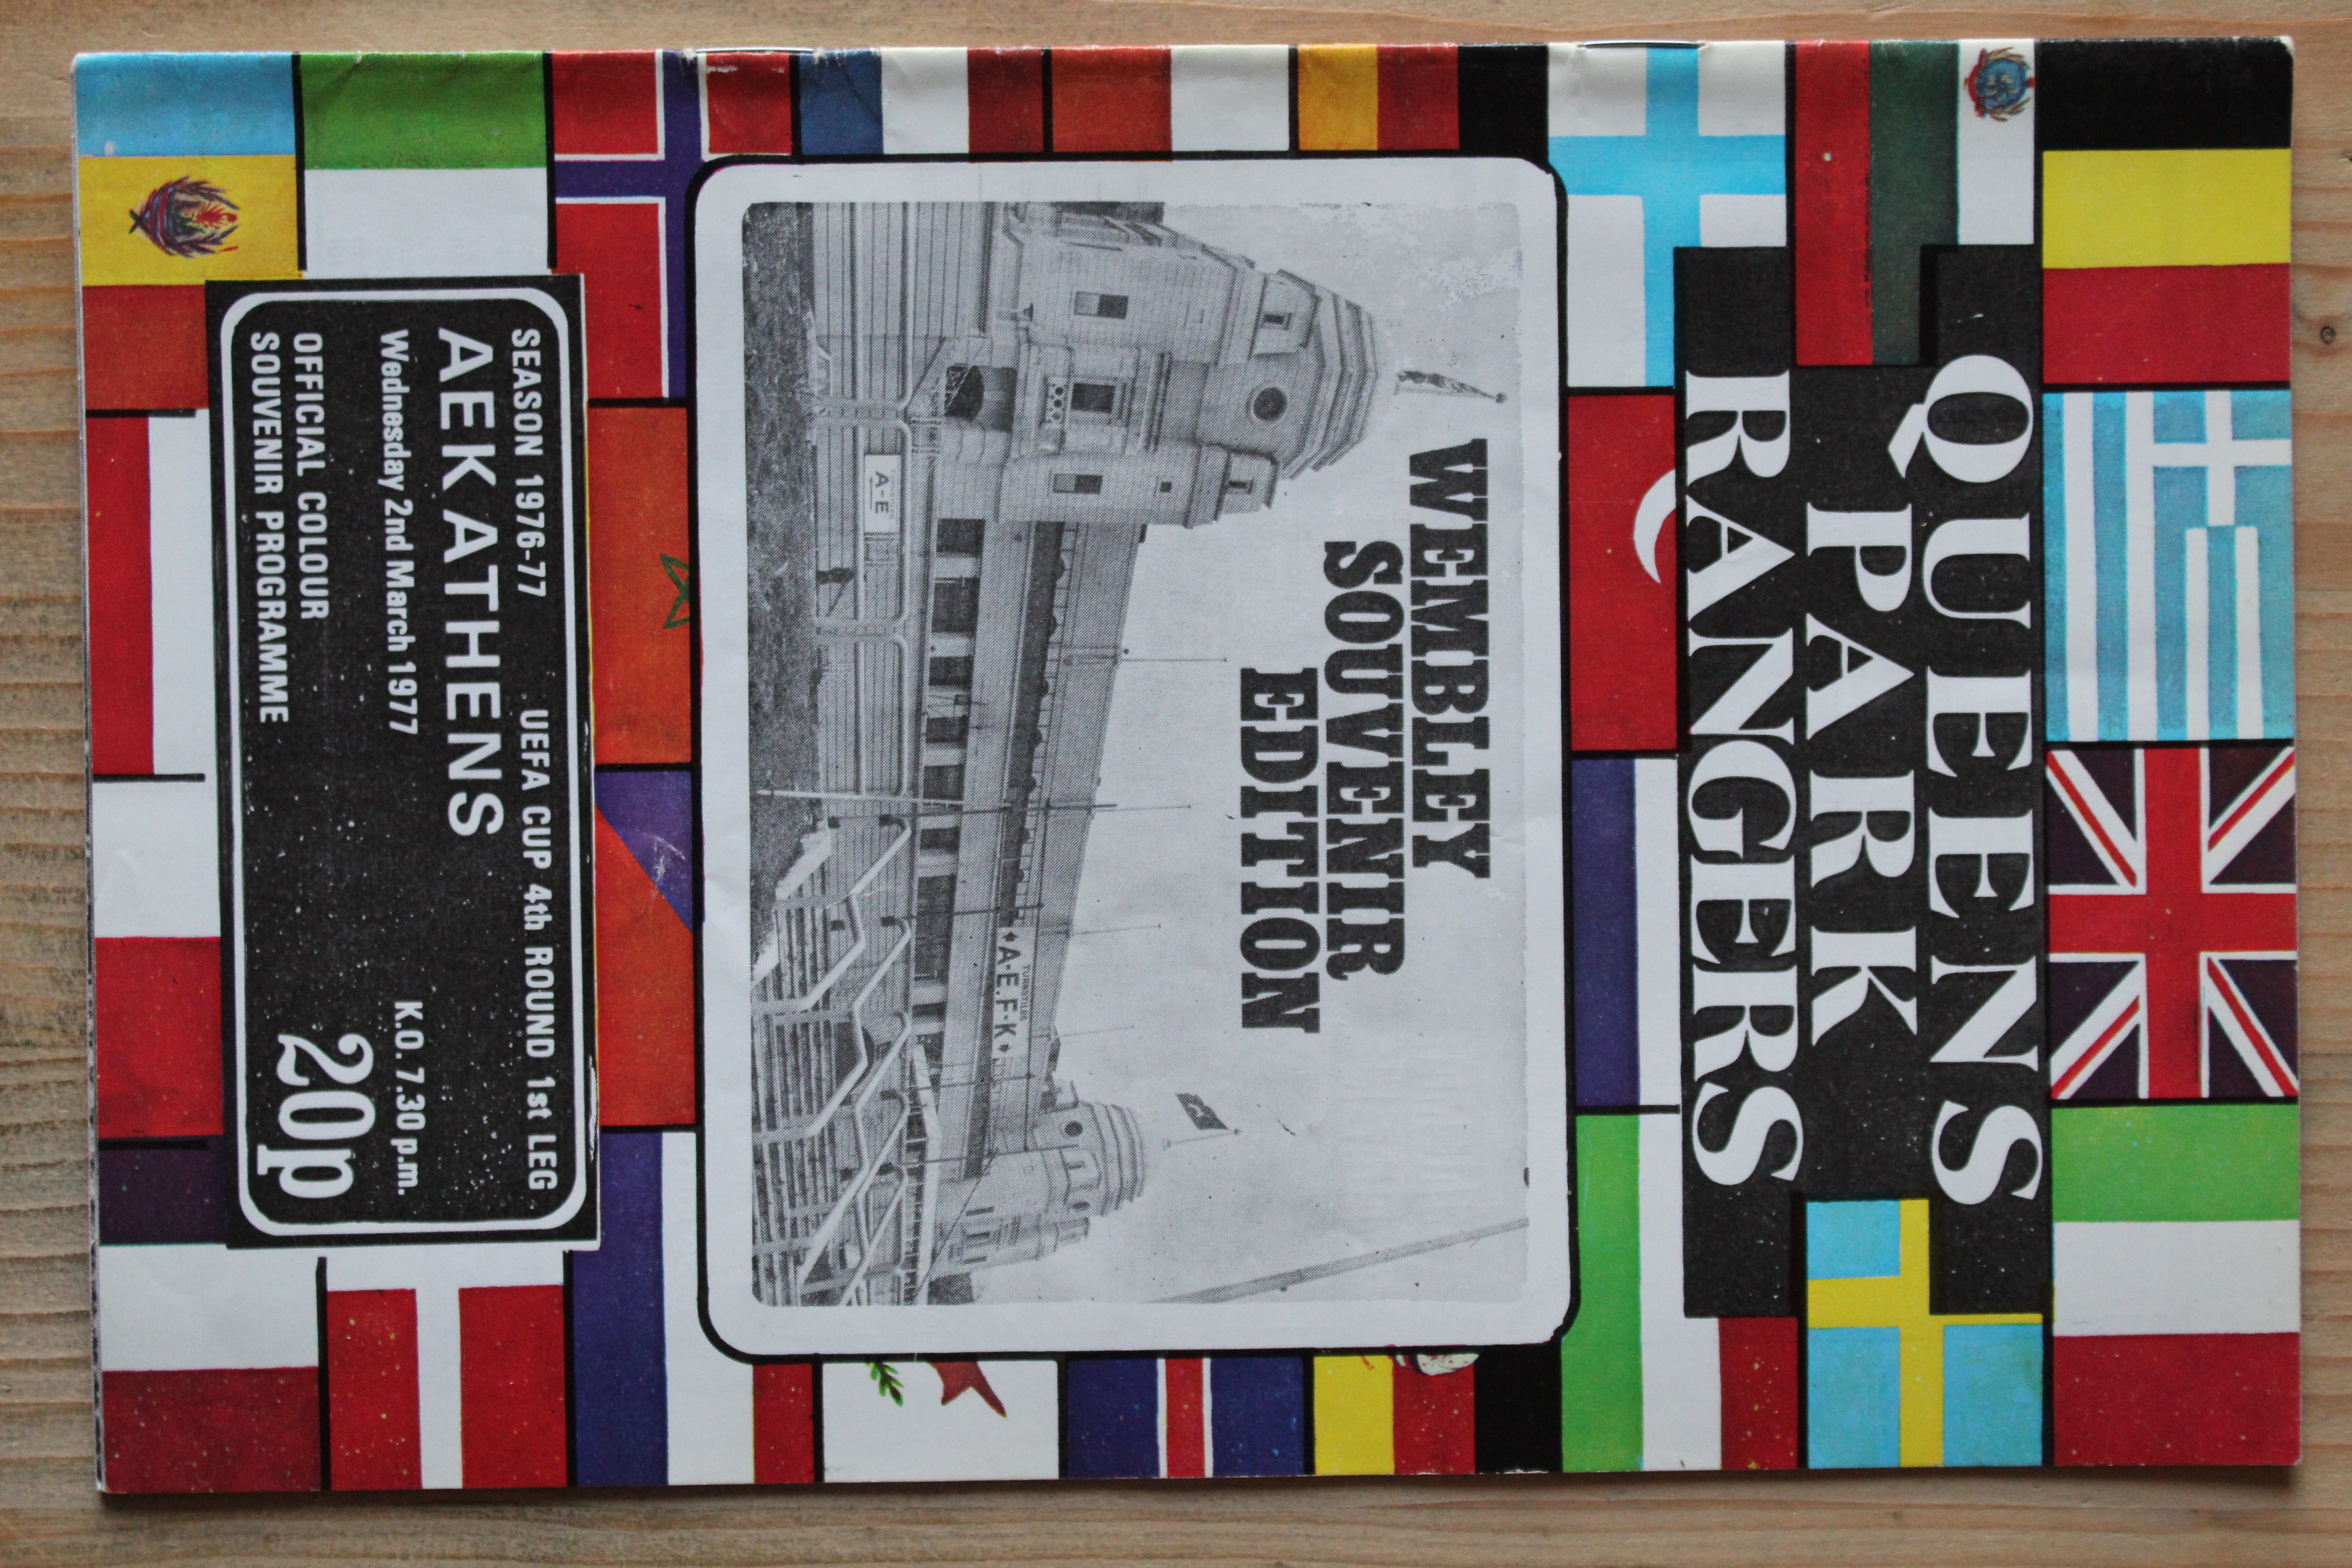 QUEENS
PARK
RANGERS
WEMBLEY
SOUVENIR
EDITION
A-E
TURNSTILES
A·E·F·K
SEASON 1976-77 UEFA CUP 4th ROUND 1st LEG
AEK ATHENS
Wednesday 2nd March 1977 K.O. 7.30 p.m.
OFFICIAL COLOUR
SOUVENIR PROGRAMME 20p